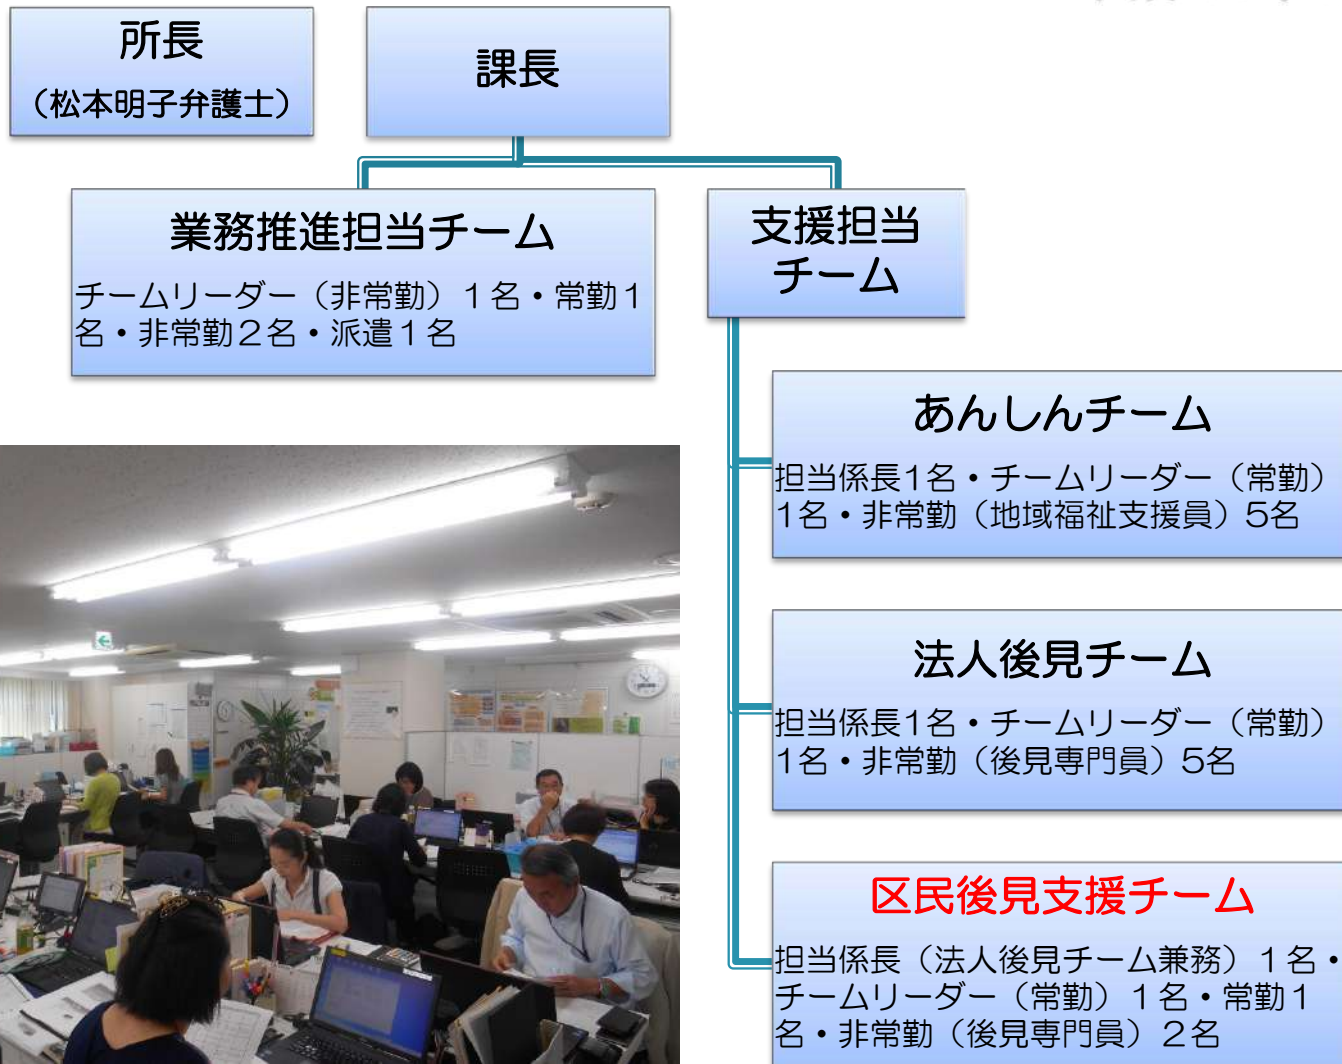 所長
（松本明子弁護士）
課長
業務推進担当チーム
チームリーダー（非常勤）１名・常勤１
名・非常勤２名・派遣１名
支援担当
チーム
あんしんチーム
担当係長1名・チームリーダー（常勤）
1名・非常勤（地域福祉支援員）5名
法人後見チーム
担当係長1名・チームリーダー（常勤）
1名・非常勤（後見専門員）5名
区民後見支援チーム
担当係長（法人後見チーム兼務）１名・
チームリーダー（常勤）１名・常勤１
名・非常勤（後見専門員）２名